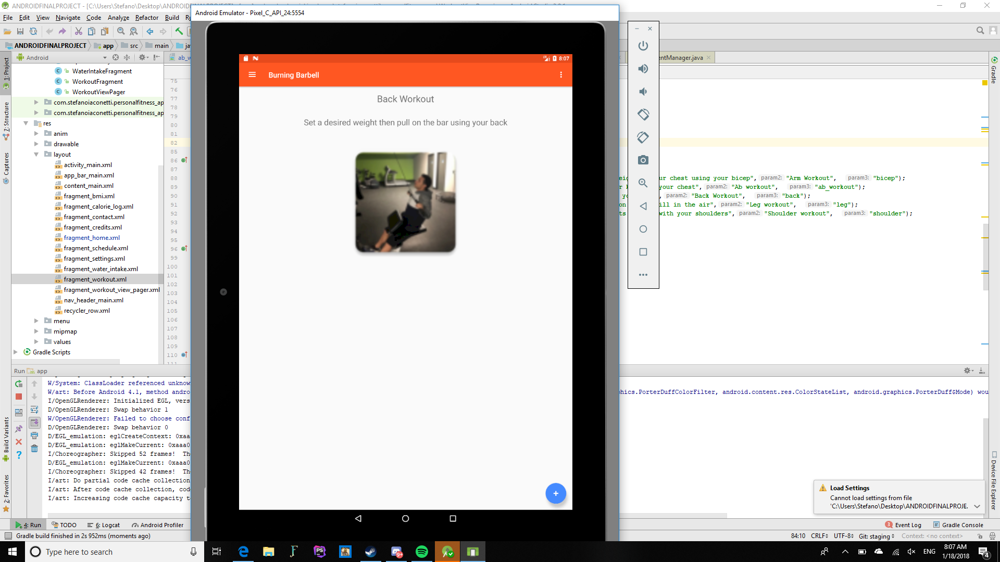 ANDROIDFINALPROJECT - [C:\Users\Stefano\Desktop\ANDROIDF
File Edit View Navigate Code Analyze Refactor Build Ru
Android Emulator - Pixel_C_API_24:5554
ANDROIDFINALPROJECT app src main
Android
ab_w
entManager.java
1: Project
7: Structure
Captures
Build Variants
2: Favorites
Gradle
Device File Explorer
WaterIntakeFragment
WorkoutFragment
WorkoutViewPager
com.stefanoiaconetti.personalfitness_ap
com.stefanoiaconetti.personalfitness_ap
res
anim
drawable
layout
activity_main.xml
app_bar_main.xml
content_main.xml
fragment_bmi.xml
fragment_calorie_log.xml
fragment_contact.xml
fragment_credits.xml
fragment_home.xml
fragment_schedule.xml
fragment_settings.xml
fragment_water_intake.xml
fragment_workout.xml
fragment_workout_view_pager.xml
nav_header_main.xml
recycler_row.xml
menu
mipmap
values
Gradle Scripts
75
76
77
78
79
80
81
82
85
86
87
88
89
90
91
92
93
94
95
96
99
100
101
102
103
104
105
106
107
108
109
110
111
8:07
Burning Barbell
Back Workout
Set a desired weight then pull on the bar using your back
+
eig ur chest using your bicep", param2: "Arm Workout", param3: "bicep");
r your chest", param2: "Ab workout", param3: "ab_workout");
yo , param2: "Back Workout", param3: "back");
on ill in the air", param2: "Leg workout", param3: "leg");
ts with your shoulders", param2: "Shoulder workout", param3: "shoulder");
Run app
W/System: ClassLoader referenced unknow
W/art: Before Android 4.1, method andro
phics.PorterDuffColorFilter, android.content.res.ColorStateList, android.graphics.PorterDuff$Mode) wou
I/OpenGLRenderer: Initialized EGL, vers
D/OpenGLRenderer: Swap behavior 1
W/OpenGLRenderer: Failed to choose conf
D/OpenGLRenderer: Swap behavior 0
D/EGL_emulation: eglCreateContext: 0xaa
D/EGL_emulation: eglMakeCurrent: 0xaaa0
I/Choreographer: Skipped 52 frames! Th
D/EGL_emulation: eglMakeCurrent: 0xaaa0
I/Choreographer: Skipped 42 frames! Th
I/art: Do partial code cache collection
I/art: After code cache collection, cod
I/art: Increasing code cache capacity t
Load Settings
Cannot load settings from file
'C:\Users\Stefano\Desktop\ANDROIDFINALPROJE.
4: Run TODO 6: Logcat Android Profiler
3 Event Log Gradle Console
Gradle build finished in 2s 952ms (moments ago)
84:10 CRLF UTF-8 Git: staging Context: <no context>
Type here to search
PS
9+
ENG
8:07 AM
1/18/2018
4